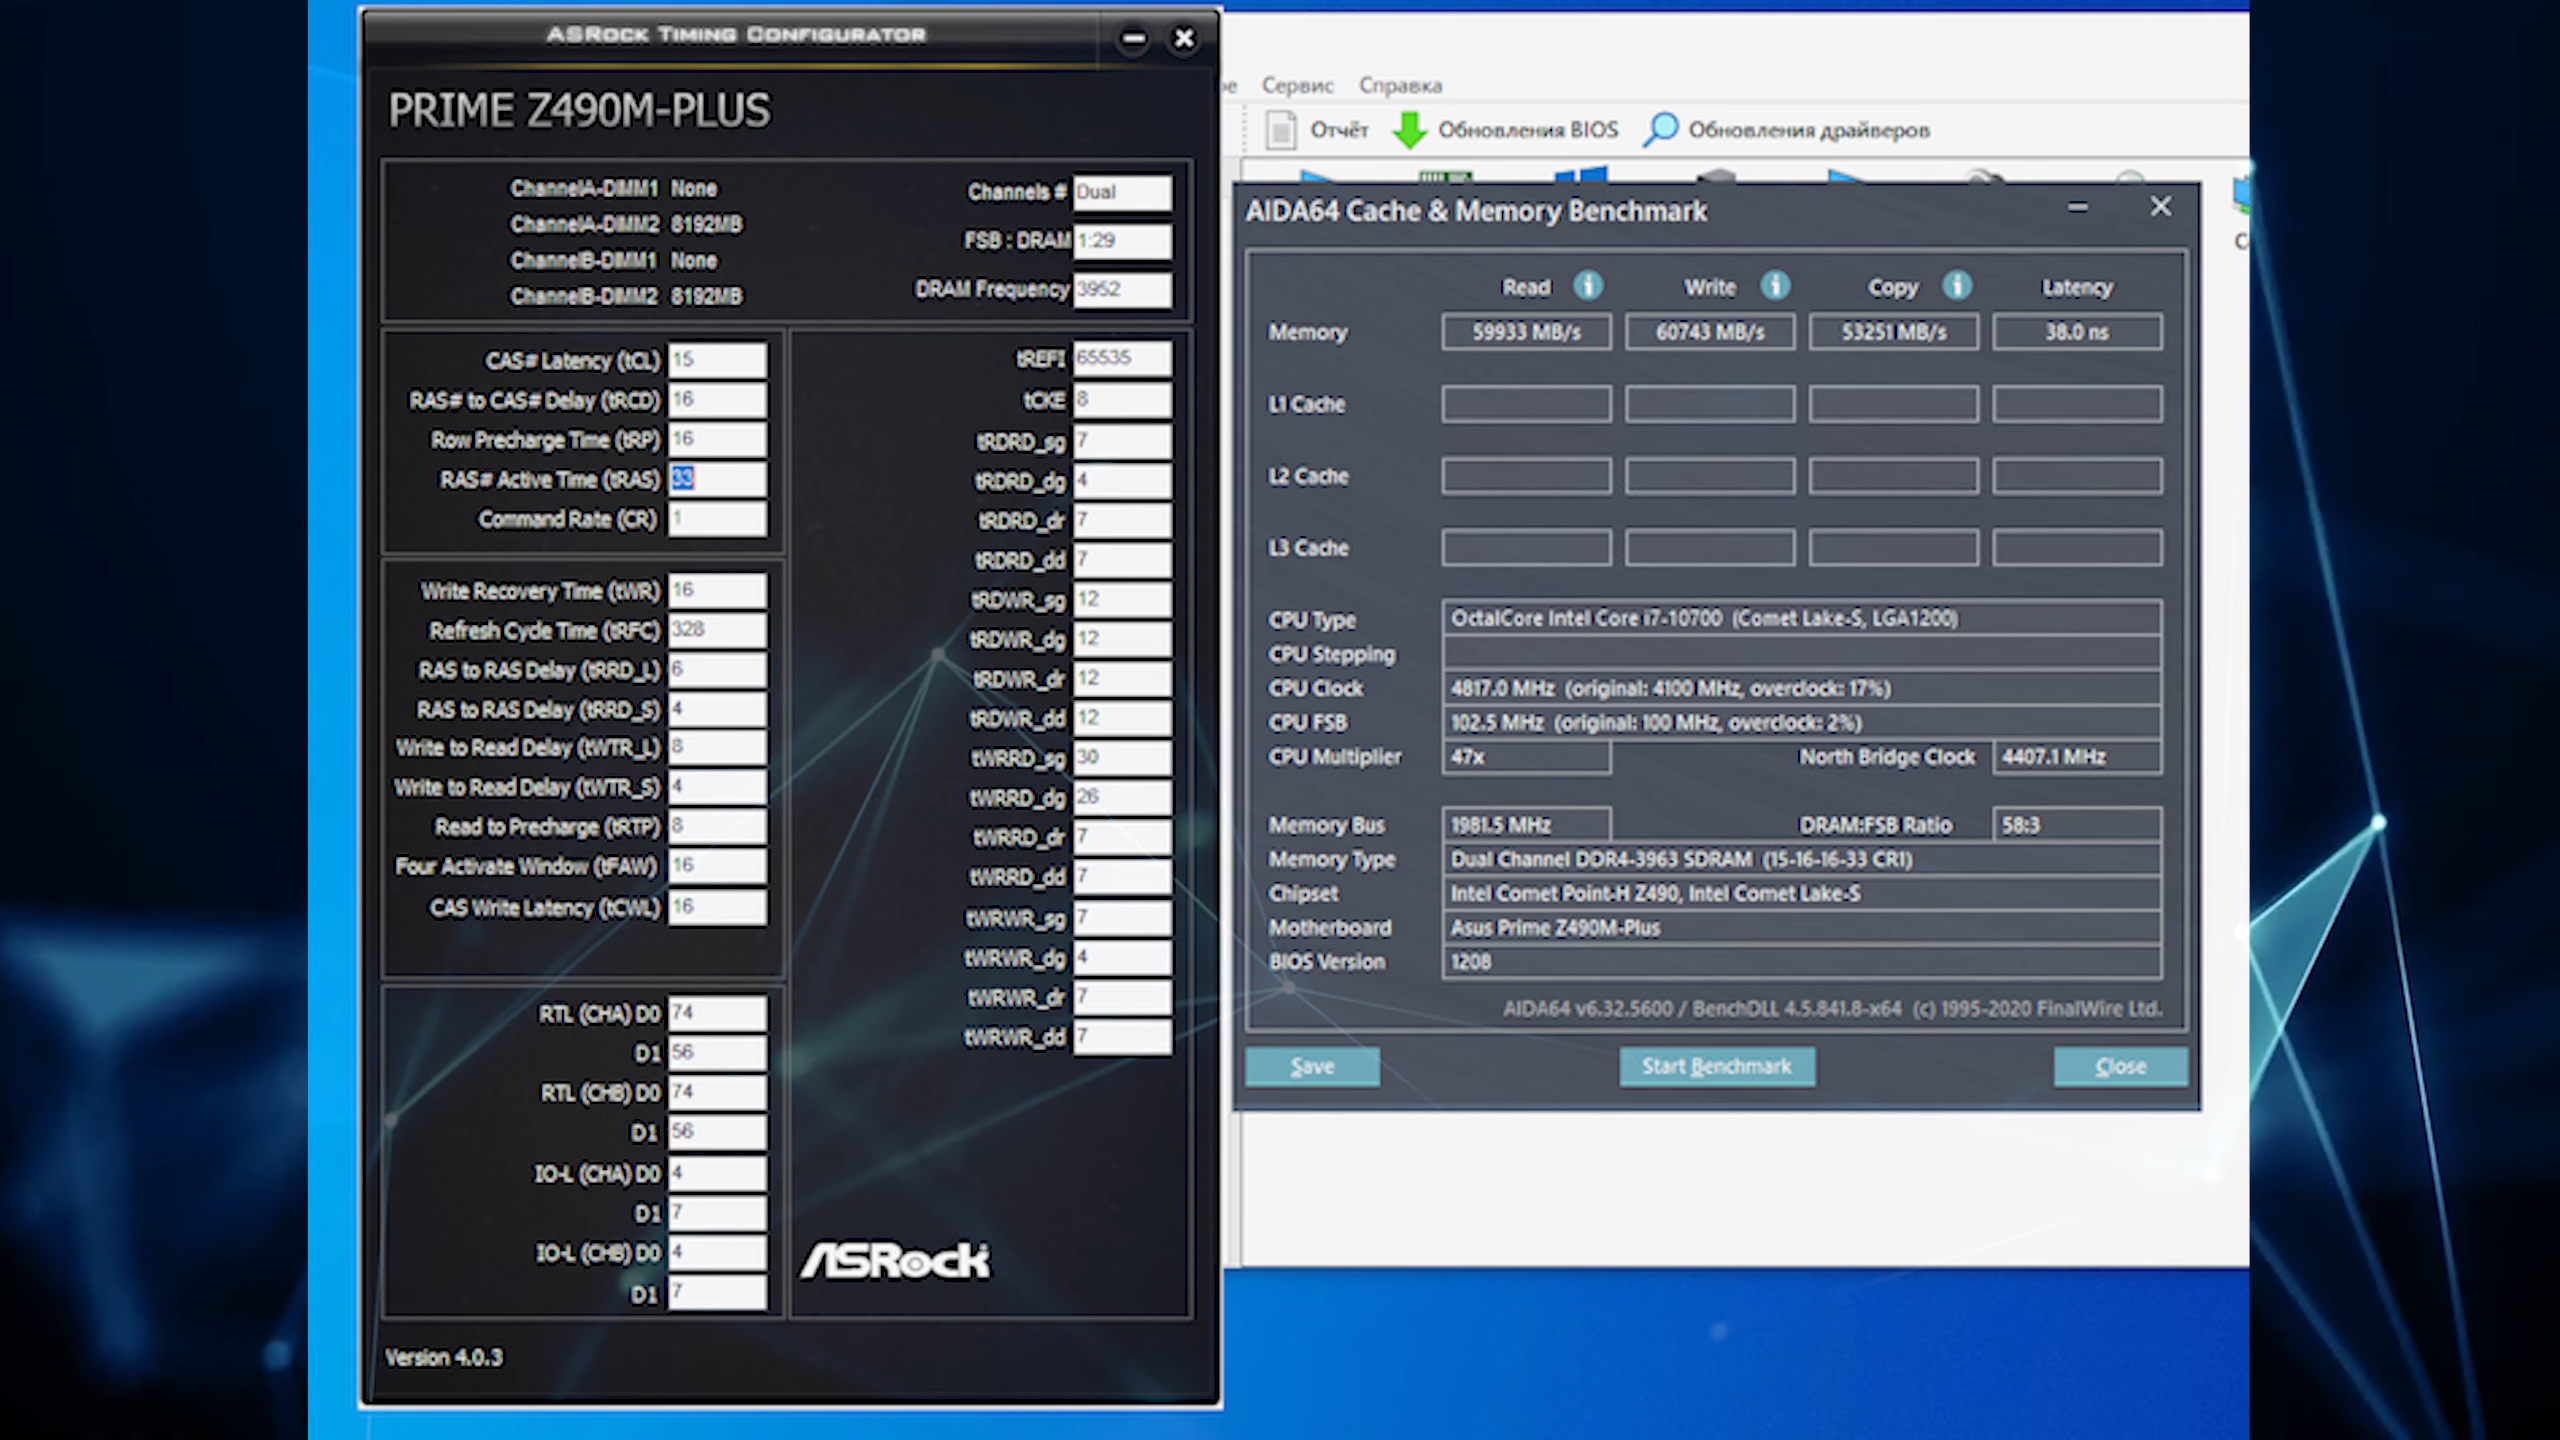 ASRock Timing Configurator
PRIME Z490M-PLUS
ChannelA-DIMM1 None
ChannelA-DIMM2 8192MB
ChannelB-DIMM1 None
ChannelB-DIMM2 8192MB
Channels # Dual
FSB : DRAM 1:29
DRAM Frequency 3952
CAS# Latency (tCL) 15
RAS# to CAS# Delay (tRCD) 16
Row Precharge Time (tRP) 16
RAS# Active Time (tRAS) 33
Command Rate (CR) 1
Write Recovery Time (tWR) 16
Refresh Cycle Time (tRFC) 328
RAS to RAS Delay (tRRD_L) 6
RAS to RAS Delay (tRRD_S) 4
Write to Read Delay (tWTR_L) 8
Write to Read Delay (tWTR_S) 4
Read to Precharge (tRTP) 8
Four Activate Window (tFAW) 16
CAS Write Latency (tCWL) 16
RTL (CHA) D0 74
D1 56
RTL (CHB) D0 74
D1 56
IO-L (CHA) D0 4
D1 7
IO-L (CHB) D0 4
D1 7
tREFI 65535
tCKE 8
tRDRD_sg 7
tRDRD_dg 4
tRDRD_dr 7
tRDRD_dd 7
tRDWR_sg 12
tRDWR_dg 12
tRDWR_dr 12
tRDWR_dd 12
tWRRD_sg 30
tWRRD_dg 26
tWRRD_dr 7
tWRRD_dd 7
tWRWR_sg 7
tWRWR_dg 4
tWRWR_dr 7
tWRWR_dd 7
ASRock
Version 4.0.3
Сервис Справка
Отчёт Обновления BIOS Обновления драйверов
AIDA64 Cache & Memory Benchmark
Read Write Copy Latency
Memory 59933 MB/s 60743 MB/s 53251 MB/s 38.0 ns
L1 Cache
L2 Cache
L3 Cache
CPU Type OctalCore Intel Core i7-10700 (Comet Lake-S, LGA1200)
CPU Stepping
CPU Clock 4817.0 MHz (original: 4100 MHz, overclock: 17%)
CPU FSB 102.5 MHz (original: 100 MHz, overclock: 2%)
CPU Multiplier 47x North Bridge Clock 4407.1 MHz
Memory Bus 1981.5 MHz DRAM:FSB Ratio 58:3
Memory Type Dual Channel DDR4-3963 SDRAM (15-16-16-33 CR1)
Chipset Intel Comet Point-H Z490, Intel Comet Lake-S
Motherboard Asus Prime Z490M-Plus
BIOS Version 1208
AIDA64 v6.32.5600 / BenchDLL 4.5.841.8-x64 (c) 1995-2020 FinalWire Ltd.
Save Start Benchmark Close